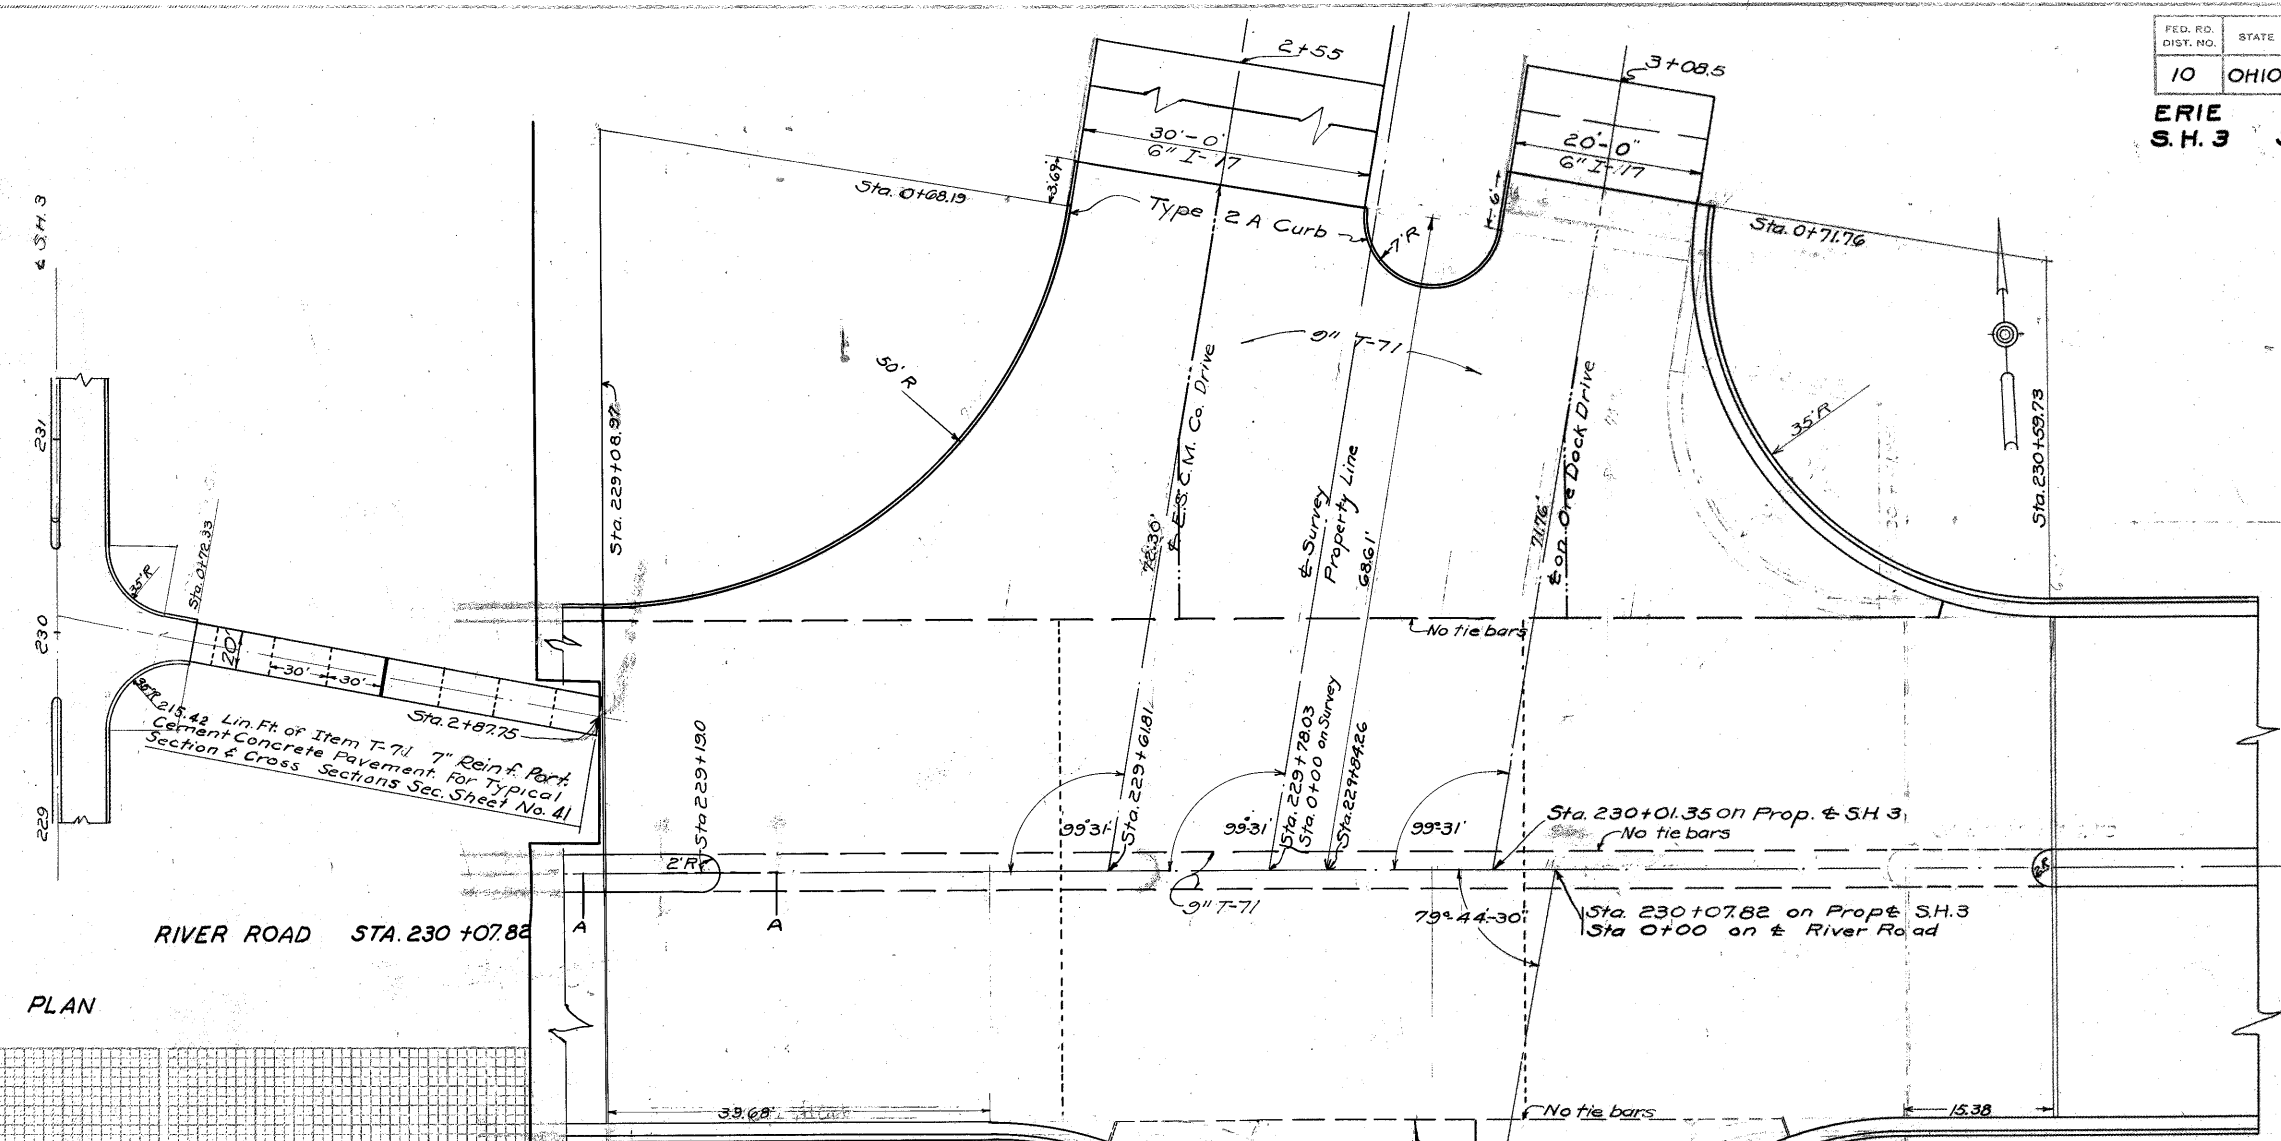 FED. RD. DIST. NO.
STATE
10
OHIO
ERIE
S.H. 3
2+55
3+08.5
30'-0"
6" I-17
20'-0"
6" I-17
3.69'
6'
Sta. 0+68.19
Type 2 A Curb
7'R
Sta. 0+71.76
℄ S.H. 3
231
230
229
9" T-71
50' R
35'R
Sta. 229+08.97
Sta. 230+59.73
72.30'
℄ E.S.C.M. Co. Drive
℄ Survey
Property Line
68.61'
71.76'
℄ on Ore Dock Drive
35'R
Sta. 0+72.33
20'
30'
30'
35'R
Sta. 2+87.75
215.42 Lin. Ft. of Item T-71 7" Reinf. Port.
Cement Concrete Pavement. For Typical
Section & Cross Sections Sec. Sheet No. 41
No tie bars
Sta 229+19.0
2'R
99°31'
Sta. 229+61.81
99°31'
Sta. 229+78.03
Sta. 0+00 on Survey
Sta. 229+84.26
99°31'
Sta. 230+01.35 on Prop. ℄ S.H. 3
No tie bars
9" T-71
79°-44'-30"
Sta. 230+07.82 on Prop ℄ S.H. 3
Sta 0+00 on ℄ River Road
A
A
RIVER ROAD STA. 230 +07.82
PLAN
39.68'
No tie bars
15.38